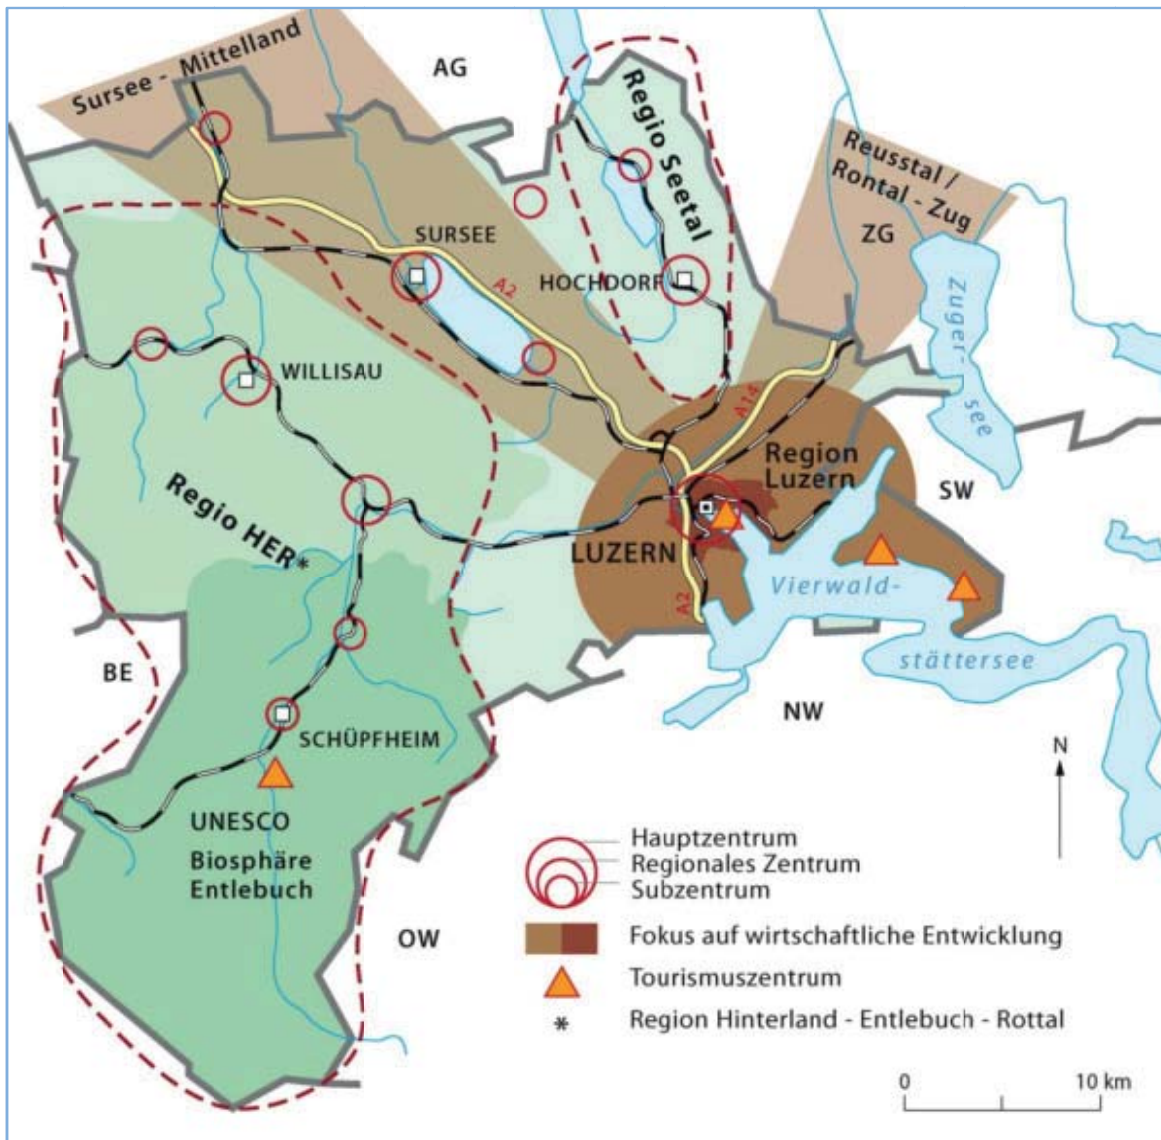 Sursee - Mittelland
AG
Regio Seetal
Reusstal /
Rontal - Zug
ZG
SURSEE
HOCHDORF
A2
Zuger-
see
WILLISAU
A14
Region
Luzern
SW
Regio HER*
LUZERN
A2
Vierwald-
stättersee
BE
NW
SCHÜPFHEIM
N
UNESCO
Biosphäre
Entlebuch
OW
Hauptzentrum
Regionales Zentrum
Subzentrum
Fokus auf wirtschaftliche Entwicklung
Tourismuszentrum
* Region Hinterland - Entlebuch - Rottal
0 10 km